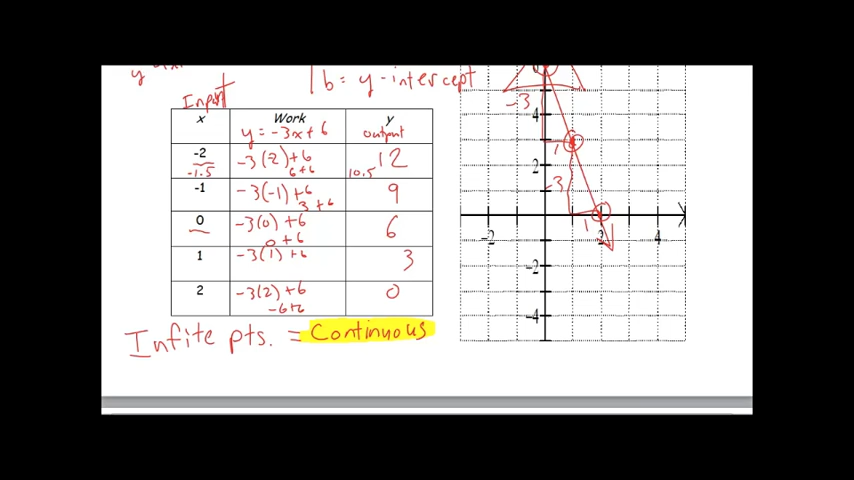 b = y-intercept
Input
x Work y
y = -3x+6 output
-2 -3(2)+6 12
-1.5 6+6 10.5
-1 -3(-1)+6 9
3+6
0 -3(0)+6 6
0+6
1 -3(1)+6 3
2 -3(2)+6 0
-6+6
Infite pts. = Continuous
-3
4
1
2
-3
1
-2 2 4
-2
-4